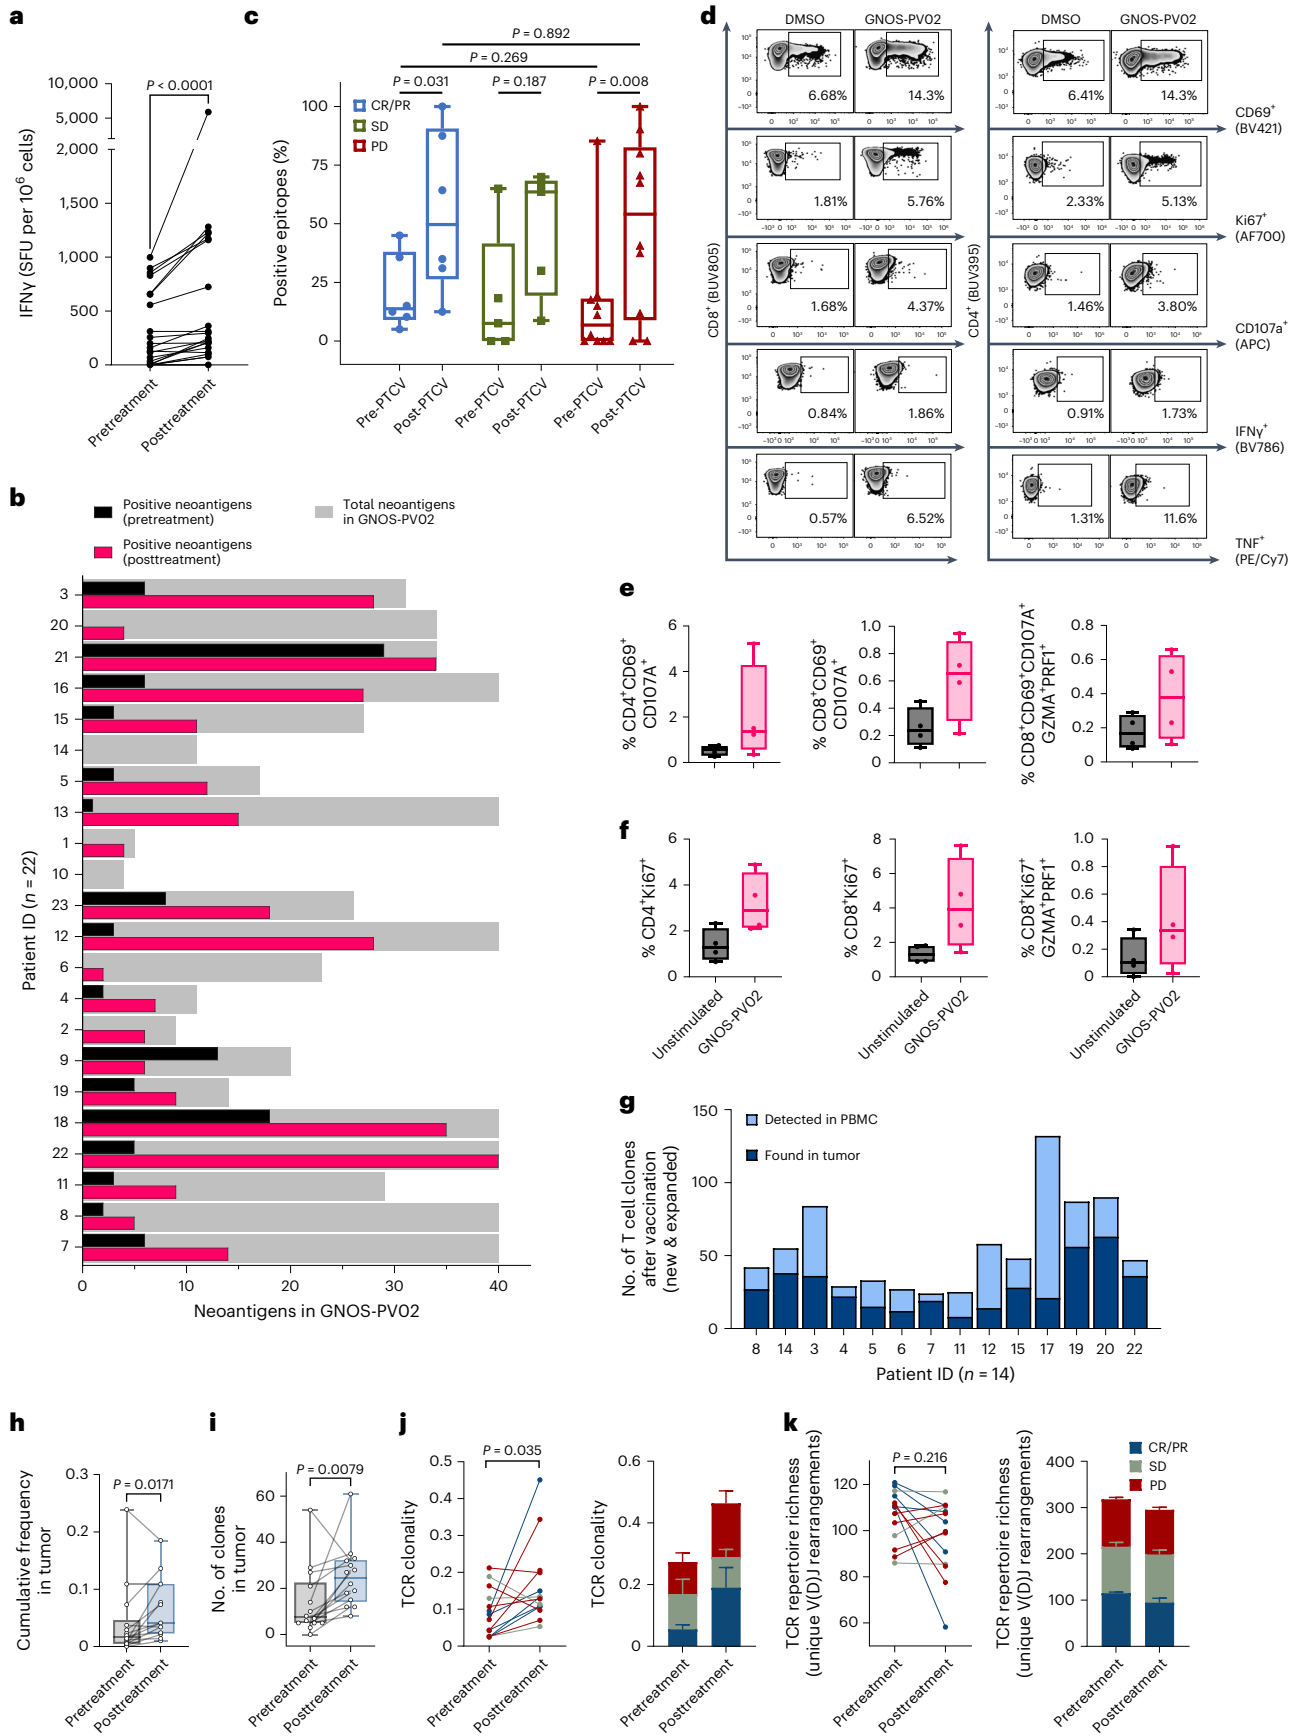 a
IFNγ (SFU per 10⁶ cells)
10,000
5,000
2,000
1,500
1,000
500
0
P < 0.0001
Pretreatment
Posttreatment
c
Positive epitopes (%)
100
75
50
25
0
P = 0.892
P = 0.269
P = 0.031
P = 0.187
P = 0.008
CR/PR
SD
PD
Pre-PTCV
Post-PTCV
Pre-PTCV
Post-PTCV
Pre-PTCV
Post-PTCV
d
DMSO
GNOS-PV02
DMSO
GNOS-PV02
6.68%
14.3%
6.41%
14.3%
CD69⁺
(BV421)
1.81%
5.76%
2.33%
5.13%
Ki67⁺
(AF700)
1.68%
4.37%
1.46%
3.80%
CD107a⁺
(APC)
0.84%
1.86%
0.91%
1.73%
IFNγ⁺
(BV786)
0.57%
6.52%
1.31%
11.6%
TNF⁺
(PE/Cy7)
CD8⁺ (BUV805)
CD4⁺ (BUV395)
b
Positive neoantigens
(pretreatment)
Positive neoantigens
(posttreatment)
Total neoantigens
in GNOS-PV02
Patient ID (n = 22)
3
20
21
16
15
14
5
13
1
10
23
12
6
4
2
9
19
18
22
11
8
7
0
10
20
30
40
Neoantigens in GNOS-PV02
e
% CD4⁺CD69⁺
CD107A⁺
6
4
2
0
% CD8⁺CD69⁺
CD107A⁺
1.0
0.8
0.6
0.4
0.2
0
% CD8⁺CD69⁺CD107A⁺
GZMA⁺PRF1⁺
0.8
0.6
0.4
0.2
0
f
% CD4⁺Ki67⁺
6
4
2
0
Unstimulated
GNOS-PV02
% CD8⁺Ki67⁺
8
6
4
2
0
Unstimulated
GNOS-PV02
% CD8⁺Ki67⁺
GZMA⁺PRF1⁺
1.0
0.8
0.6
0.4
0.2
0
Unstimulated
GNOS-PV02
g
No. of T cell clones
after vaccination
(new & expanded)
150
100
50
0
Detected in PBMC
Found in tumor
8 14 3 4 5 6 7 11 12 15 17 19 20 22
Patient ID (n = 14)
h
Cumulative frequency
in tumor
0.3
0.2
0.1
0
P = 0.0171
Pretreatment
Posttreatment
i
No. of clones
in tumor
60
40
20
0
P = 0.0079
Pretreatment
Posttreatment
j
TCR clonality
0.5
0.4
0.3
0.2
0.1
0
P = 0.035
Pretreatment
Posttreatment
TCR clonality
0.6
0.4
0.2
0
Pretreatment
Posttreatment
k
TCR repertoire richness
(unique V(D)J rearrangements)
120
100
80
60
P = 0.216
Pretreatment
Posttreatment
TCR repertoire richness
(unique V(D)J rearrangements)
400
300
200
100
0
CR/PR
SD
PD
Pretreatment
Posttreatment